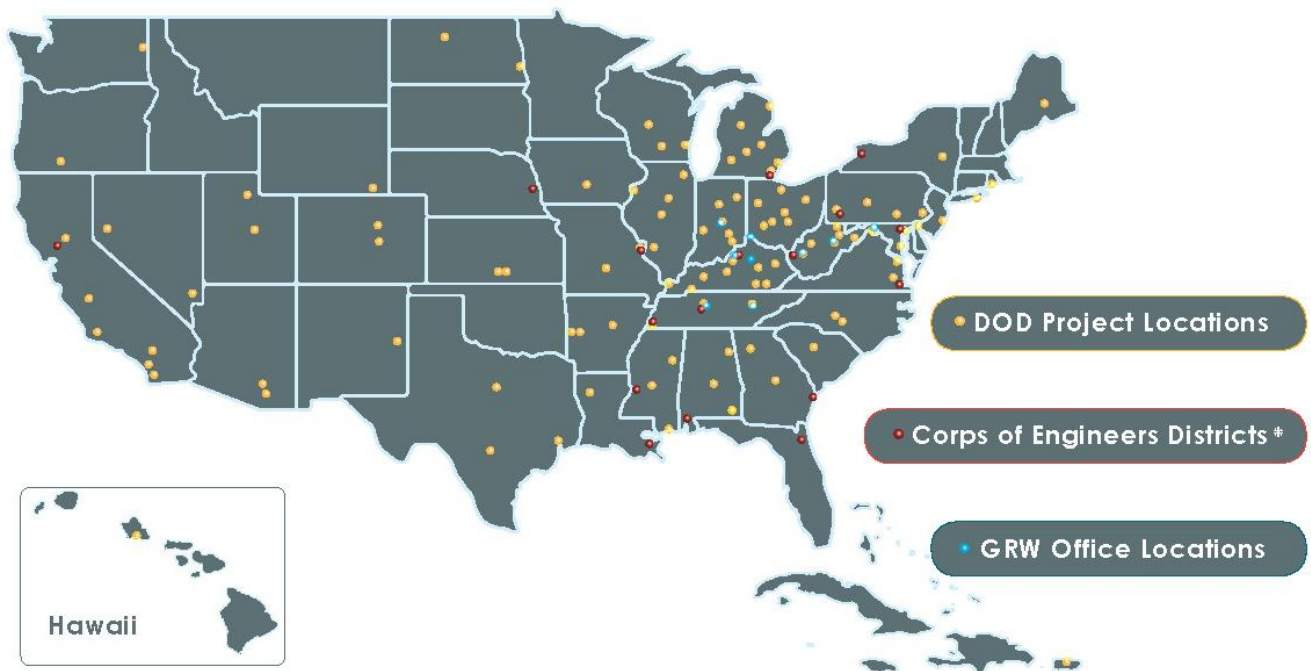 DOD Project Locations
Corps of Engineers Districts*
GRW Office Locations
Hawaii